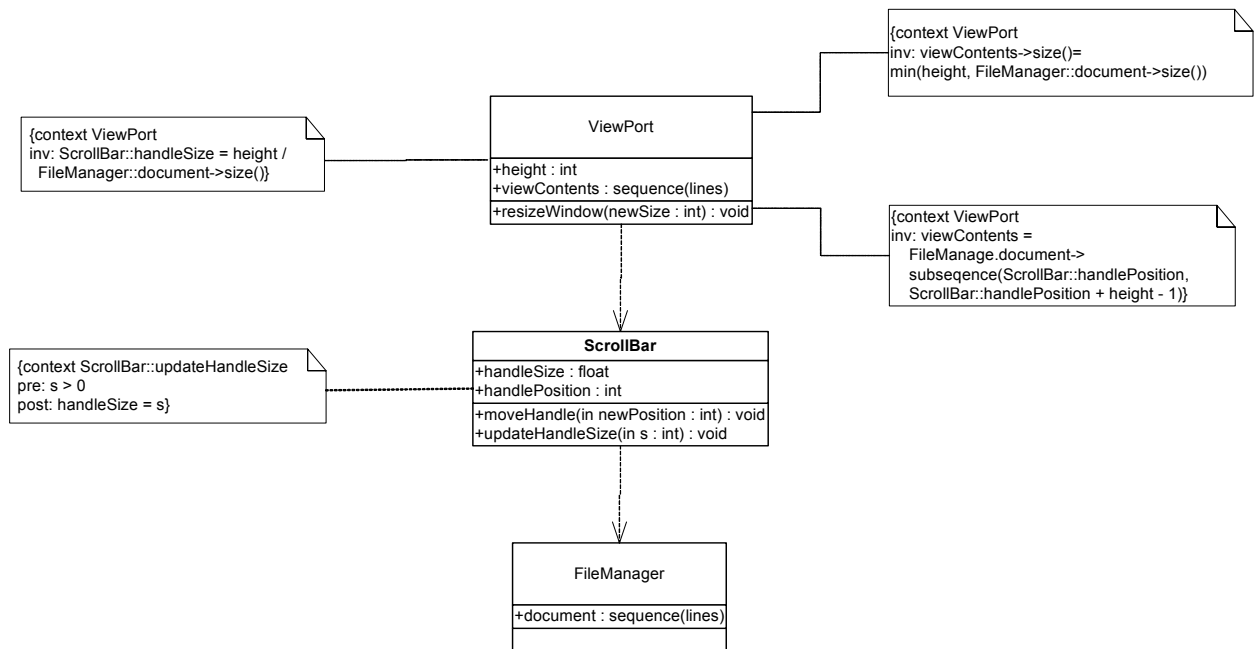 {context ViewPort
inv: viewContents->size()=
min(height, FileManager::document->size())
{context ViewPort
inv: ScrollBar::handleSize = height /
FileManager::document->size()}
ViewPort
+height : int
+viewContents : sequence(lines)
+resizeWindow(newSize : int) : void
{context ViewPort
inv: viewContents =
FileManage.document->
subseqence(ScrollBar::handlePosition,
ScrollBar::handlePosition + height - 1)}
{context ScrollBar::updateHandleSize
pre: s > 0
post: handleSize = s}
ScrollBar
+handleSize : float
+handlePosition : int
+moveHandle(in newPosition : int) : void
+updateHandleSize(in s : int) : void
FileManager
+document : sequence(lines)